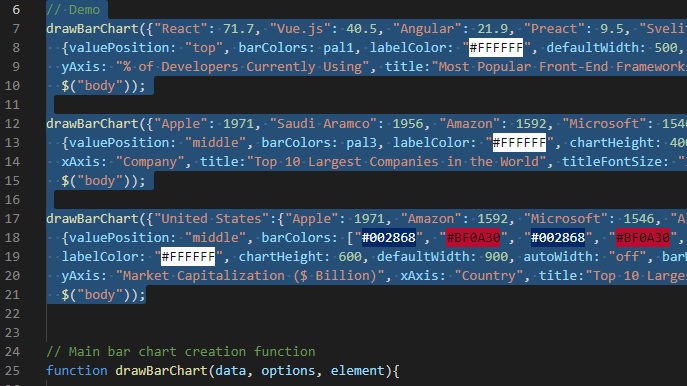 6 // Demo
7 drawBarChart({"React": 71.7, "Vue.js": 40.5, "Angular": 21.9, "Preact": 9.5, "Svelt
8 {valuePosition: "top", barColors: pal1, labelColor: "#FFFFFF", defaultWidth: 500,
9 yAxis: "% of Developers Currently Using", title:"Most Popular Front-End Frameworks
10 $("body"));
11
12 drawBarChart({"Apple": 1971, "Saudi Aramco": 1956, "Amazon": 1592, "Microsoft": 1546
13 {valuePosition: "middle", barColors: pal3, labelColor: "#FFFFFF", chartHeight: 400
14 xAxis: "Company", title:"Top 10 Largest Companies in the World", titleFontSize: "
15 $("body"));
16
17 drawBarChart({"United States":{"Apple": 1971, "Amazon": 1592, "Microsoft": 1546, "Al
18 {valuePosition: "middle", barColors: ["#002868", "#BF0A30", "#002868", "#BF0A30",
19 labelColor: "#FFFFFF", chartHeight: 600, defaultWidth: 900, autoWidth: "off", barW
20 yAxis: "Market Capitalization ($ Billion)", xAxis: "Country", title:"Top 10 Large
21 $("body"));
22
23
24 // Main bar chart creation function
25 function drawBarChart(data, options, element){